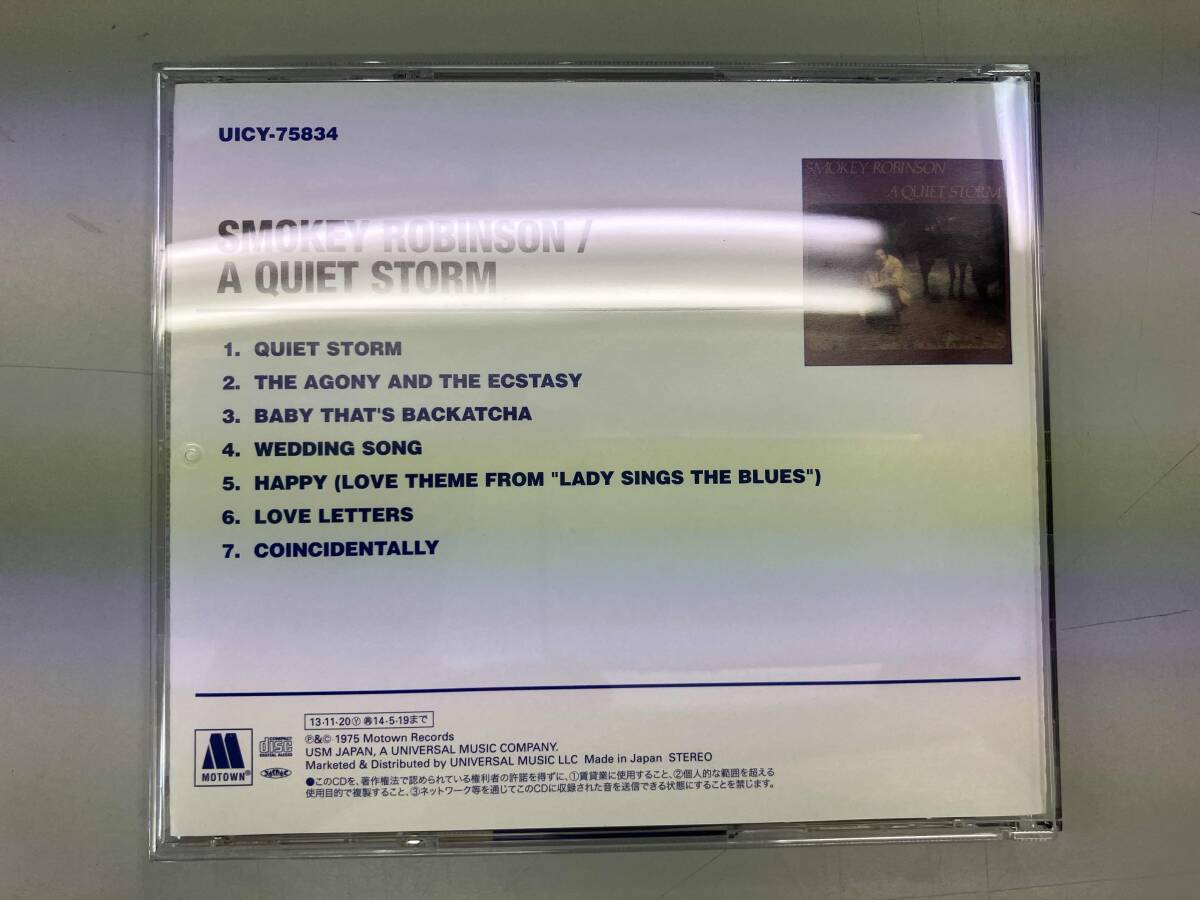 UICY-75834
SMOKEY ROBINSON
A QUIET STORM
SMOKEY ROBINSON /
A QUIET STORM
1. QUIET STORM
2. THE AGONY AND THE ECSTASY
3. BABY THAT'S BACKATCHA
4. WEDDING SONG
5. HAPPY (LOVE THEME FROM "LADY SINGS THE BLUES")
6. LOVE LETTERS
7. COINCIDENTALLY
13・11・20Ⓨ 再14・5・19まで
℗&© 1975 Motown Records
USM JAPAN, A UNIVERSAL MUSIC COMPANY.
Marketed & Distributed by UNIVERSAL MUSIC LLC Made in Japan STEREO
MOTOWN®
COMPACT
disc
DIGITAL AUDIO
●このCDを、著作権法で認められている権利者の許諾を得ずに、①賃貸業に使用すること、②個人的な範囲を超える
使用目的で複製すること、③ネットワーク等を通じてこのCDに収録された音を送信できる状態にすることを禁じます。